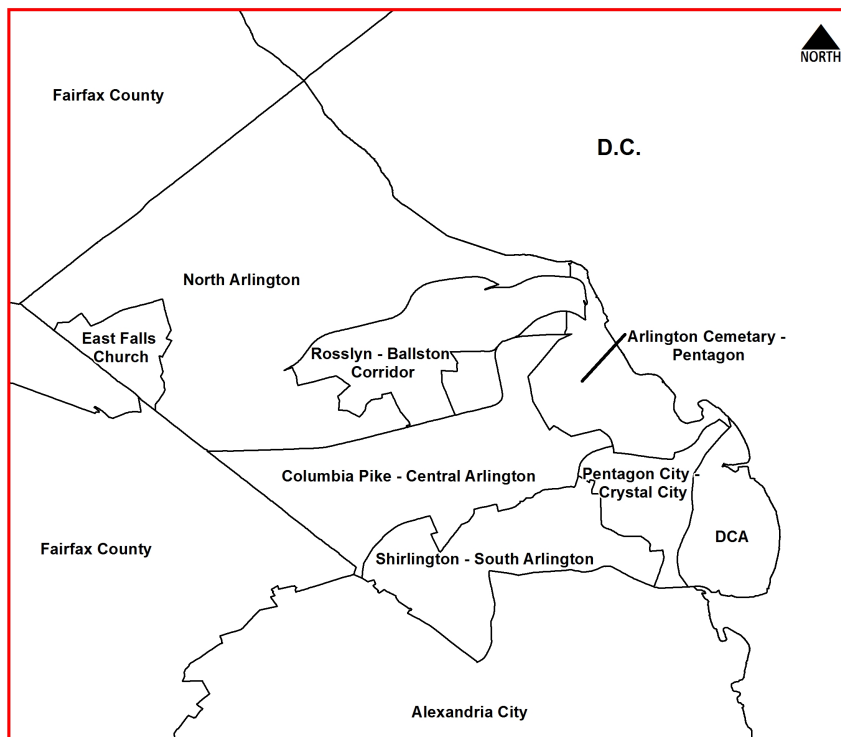 NORTH
Fairfax County
D.C.
North Arlington
East Falls
Church
Rosslyn - Ballston
Corridor
Arlington Cemetary -
Pentagon
Columbia Pike - Central Arlington
Pentagon City -
Crystal City
DCA
Fairfax County
Shirlington - South Arlington
Alexandria City